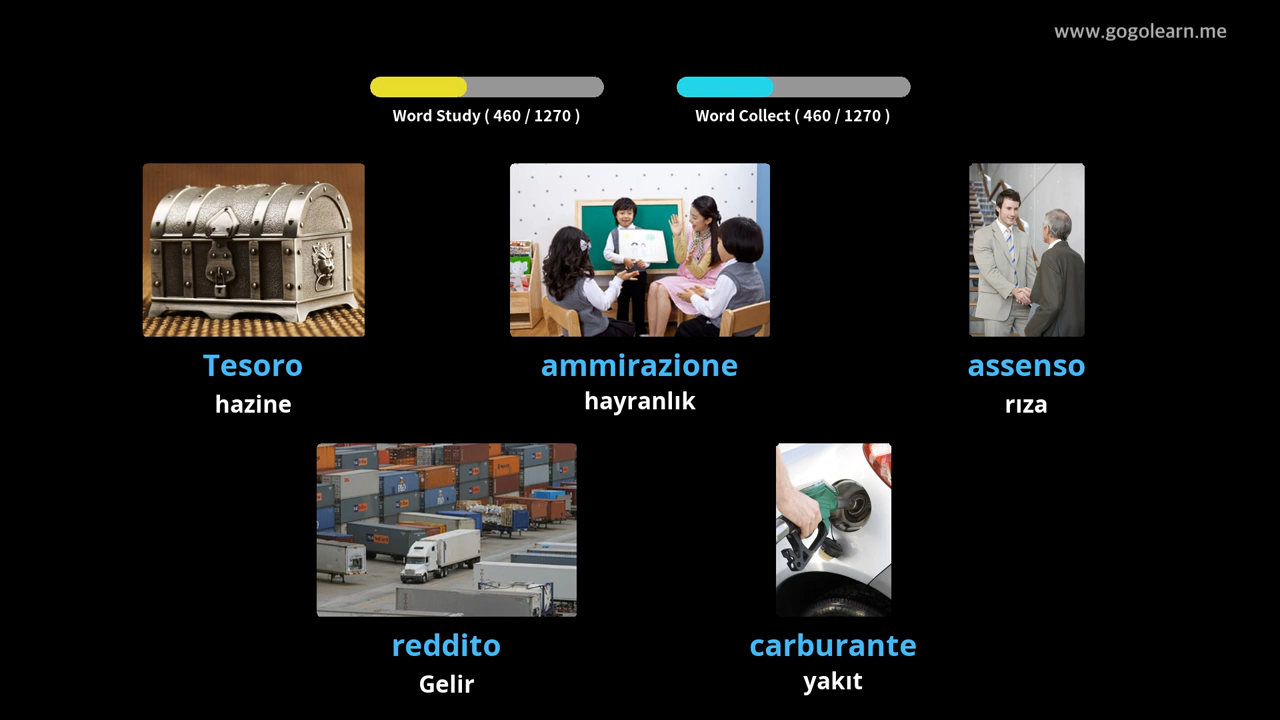 www.gogolearn.me
Word Study ( 460 / 1270 )
Word Collect ( 460 / 1270 )
Tesoro
hazine
ammirazione
hayranlık
assenso
rıza
reddito
Gelir
carburante
yakıt